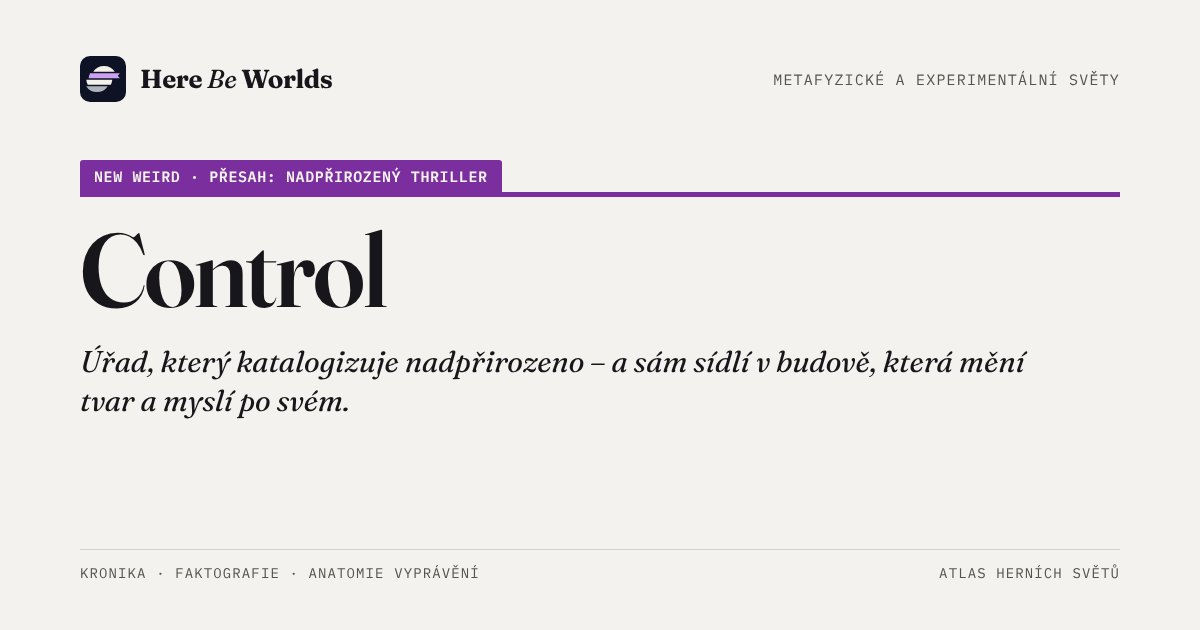 Here Be Worlds
METAFYZICKÉ A EXPERIMENTÁLNÍ SVĚTY
NEW WEIRD · PŘESAH: NADPŘIROZENÝ THRILLER
Control
Úřad, který katalogizuje nadpřirozeno – a sám sídlí v budově, která mění
tvar a myslí po svém.
KRONIKA · FAKTOGRAFIE · ANATOMIE VYPRÁVĚNÍ
ATLAS HERNÍCH SVĚTŮ